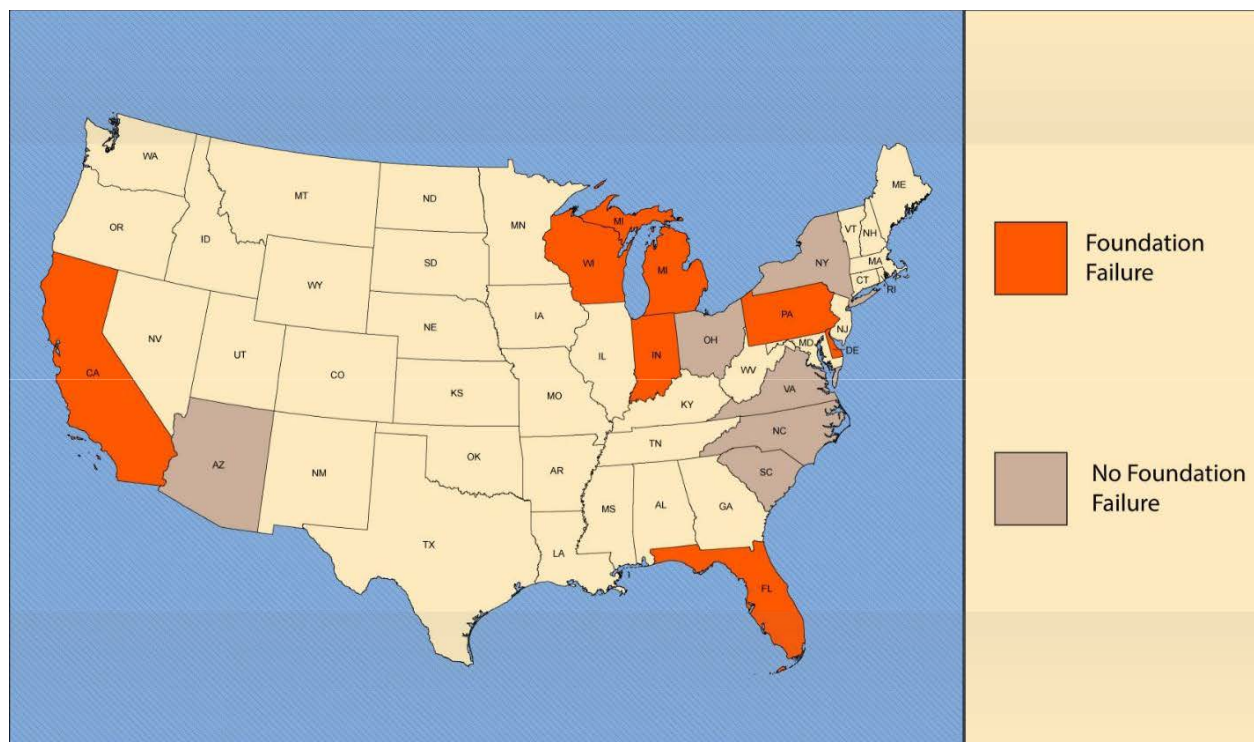 WA
MT
ND
MN
ME
OR
ID
SD
WI
MI
MI
VT
NH
NY
MA
CT
RI
WY
IA
NE
PA
NJ
NV
UT
CO
IL
IN
OH
MD
DE
WV
VA
CA
KS
MO
KY
NC
TN
AZ
NM
OK
AR
SC
MS
AL
GA
TX
LA
FL
Foundation
Failure
No Foundation
Failure